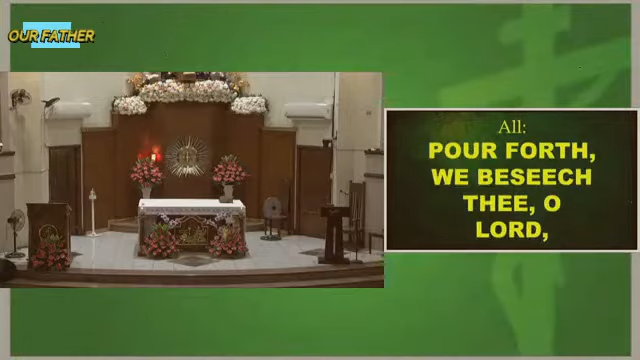 OUR FATHER
All:
POUR FORTH,
WE BESEECH
THEE, O
LORD,